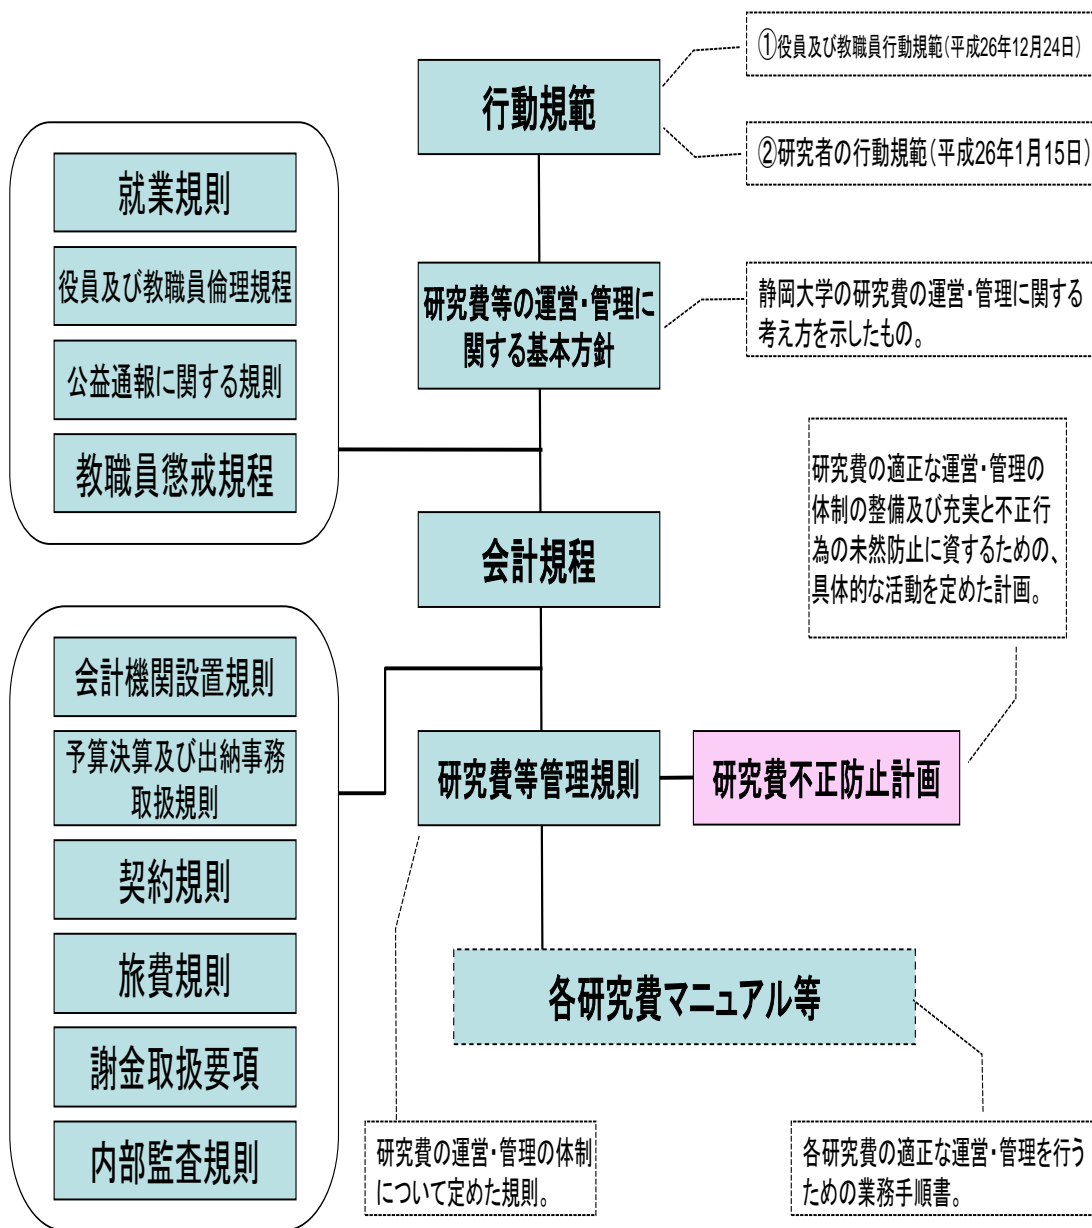 ①役員及び教職員行動規範(平成26年12月24日)
行動規範
②研究者の行動規範(平成26年1月15日)
就業規則
役員及び教職員倫理規程
公益通報に関する規則
教職員懲戒規程
研究費等の運営・管理に
関する基本方針
静岡大学の研究費の運営・管理に関する
考え方を示したもの。
研究費の適正な運営・管理の
体制の整備及び充実と不正行
為の未然防止に資するための、
具体的な活動を定めた計画。
会計規程
会計機関設置規則
予算決算及び出納事務
取扱規則
契約規則
旅費規則
謝金取扱要項
内部監査規則
研究費等管理規則
研究費不正防止計画
各研究費マニュアル等
研究費の運営・管理の体制
について定めた規則。
各研究費の適正な運営・管理を行う
ための業務手順書。